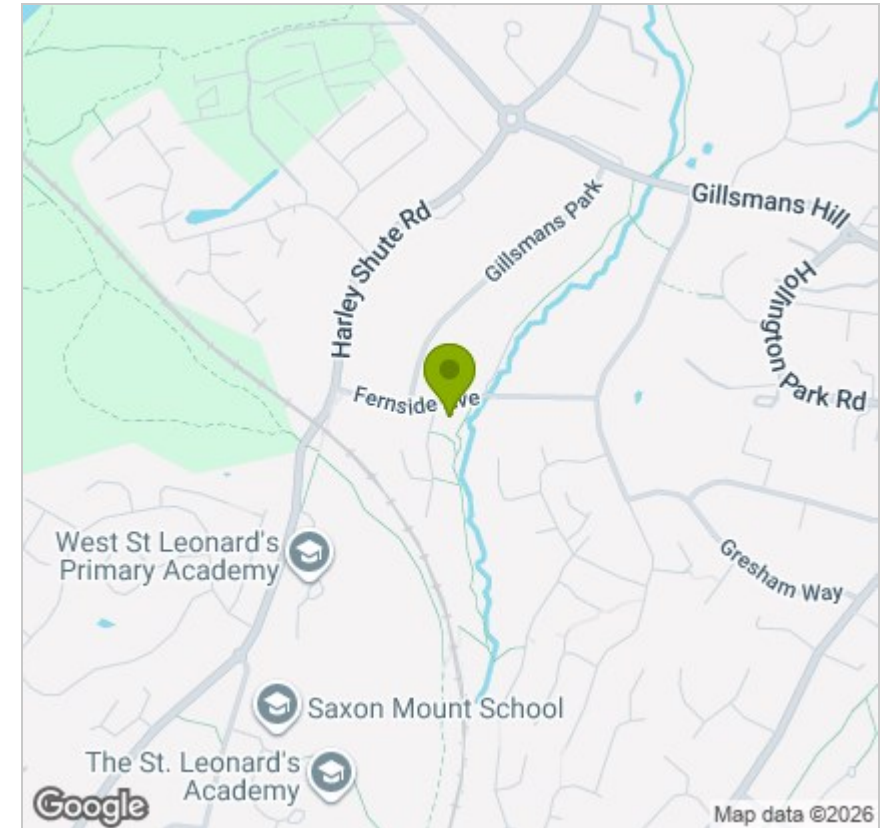 Gillsmans Hill
Harley Shute Rd
Gillsmans Park
Hollington Park Rd
Fernside Ave
West St Leonard's
Primary Academy
Gresham Way
Saxon Mount School
The St. Leonard's
Academy
Google
Map data ©2026